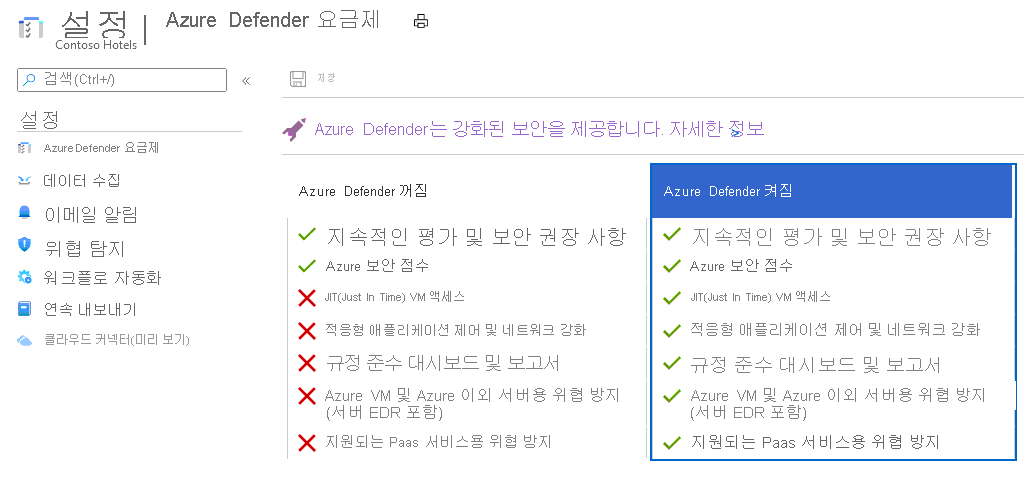 설정
Azure Defender 요금제
Contoso Hotels
검색(Ctrl+/)
«
저장
설정
Azure Defender 요금제
데이터 수집
이메일 알림
위협 탐지
워크플로 자동화
연속 내보내기
클라우드 커넥터(미리 보기)
Azure Defender는 강화된 보안을 제공합니다. 자세한 정보
Azure Defender 꺼짐
지속적인 평가 및 보안 권장 사항
Azure 보안 점수
JIT(Just In Time) VM 액세스
적응형 애플리케이션 제어 및 네트워크 강화
규정 준수 대시보드 및 보고서
Azure VM 및 Azure 이외 서버용 위협 방지
(서버 EDR 포함)
지원되는 Paas 서비스용 위협 방지
Azure Defender 켜짐
지속적인 평가 및 보안 권장 사항
Azure 보안 점수
JIT(Just In Time) VM 액세스
적응형 애플리케이션 제어 및 네트워크 강화
규정 준수 대시보드 및 보고서
Azure VM 및 Azure 이외 서버용 위협 방지
(서버 EDR 포함)
지원되는 Paas 서비스용 위협 방지